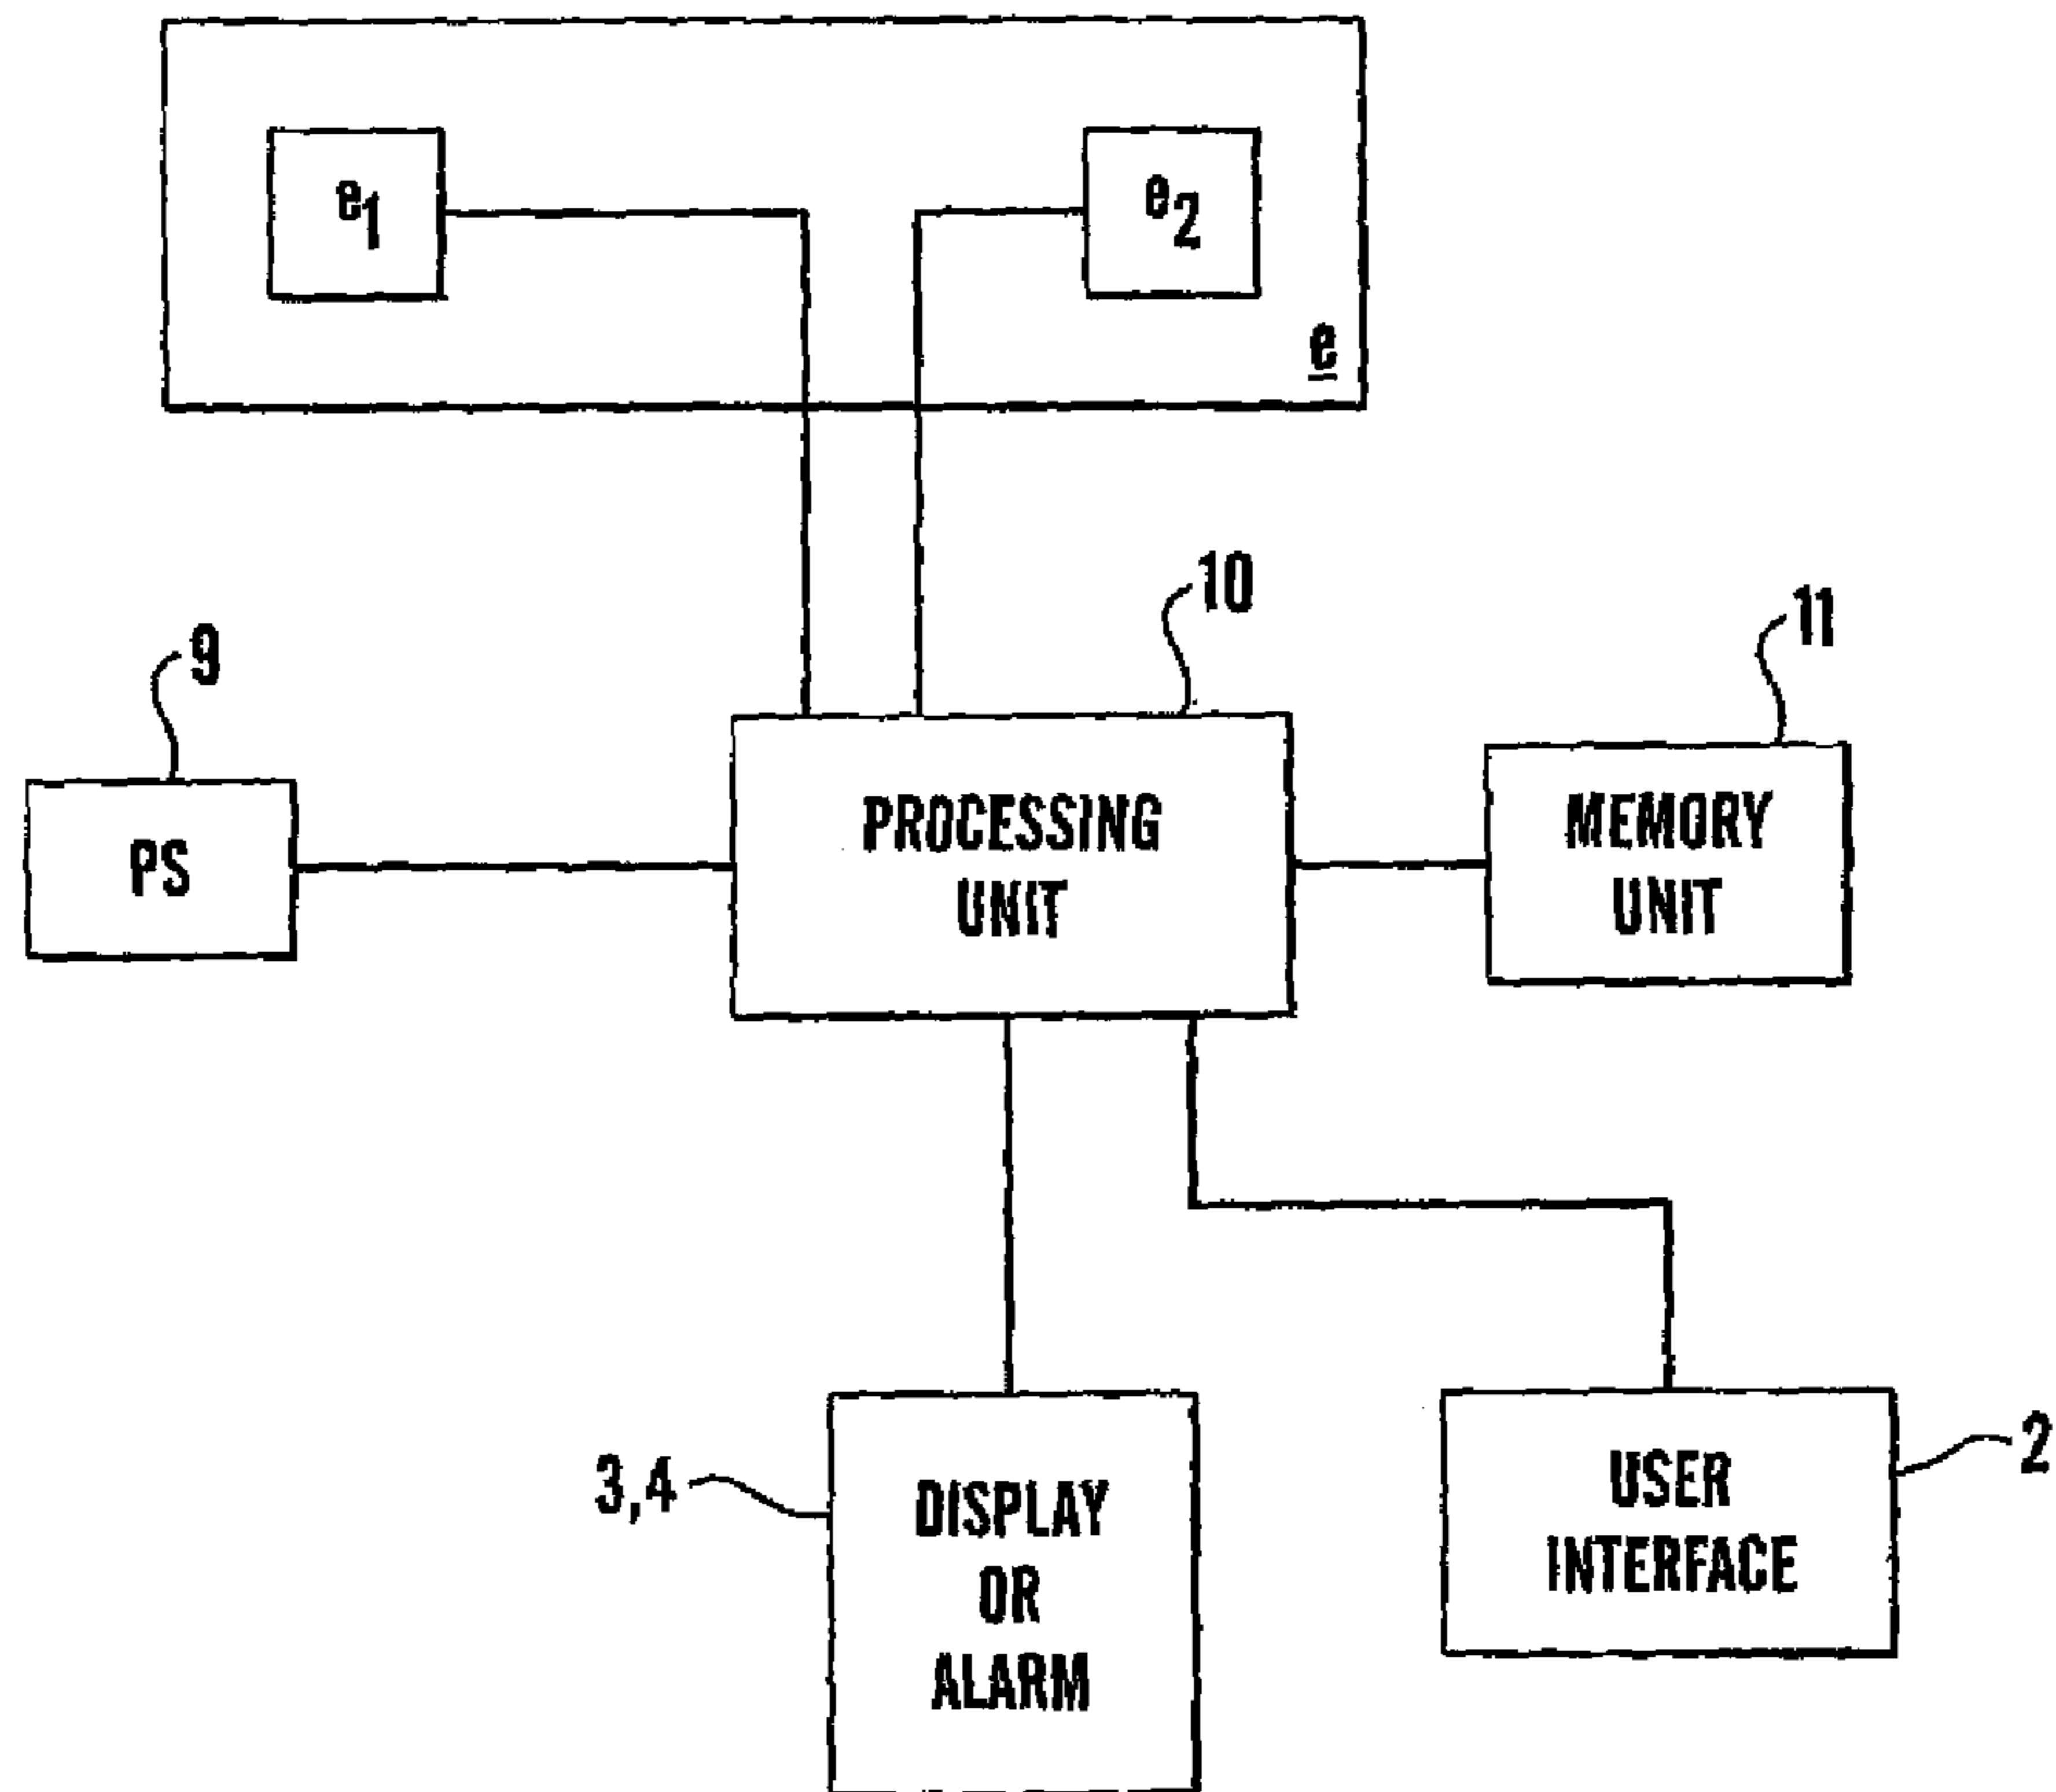 e1
e2
e
10
11
9
PROCESSING
UNIT
MEMORY
UNIT
PS
3,4
DISPLAY
OR
ALARM
USER
INTERFACE
2